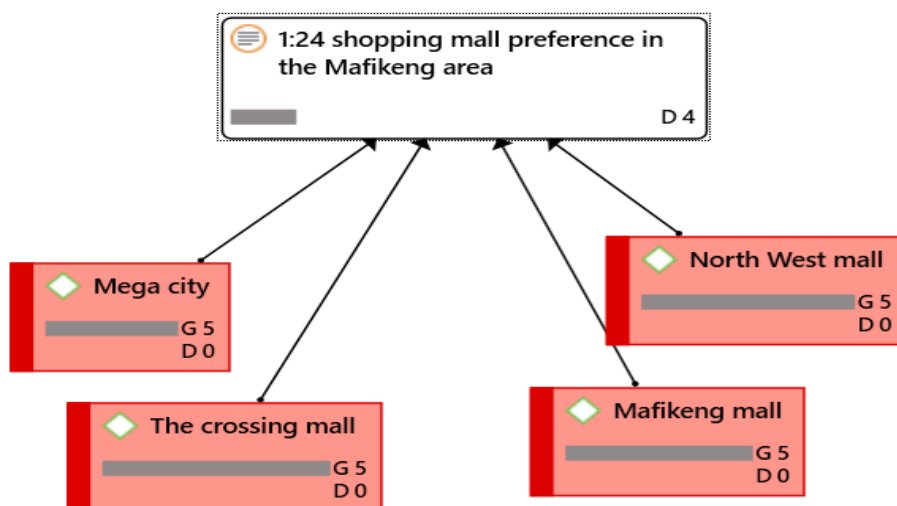 1:24 shopping mall preference in
the Mafikeng area
D 4
North West mall
G 5
D 0
Mega city
G 5
D 0
Mafikeng mall
G 5
D 0
The crossing mall
G 5
D 0